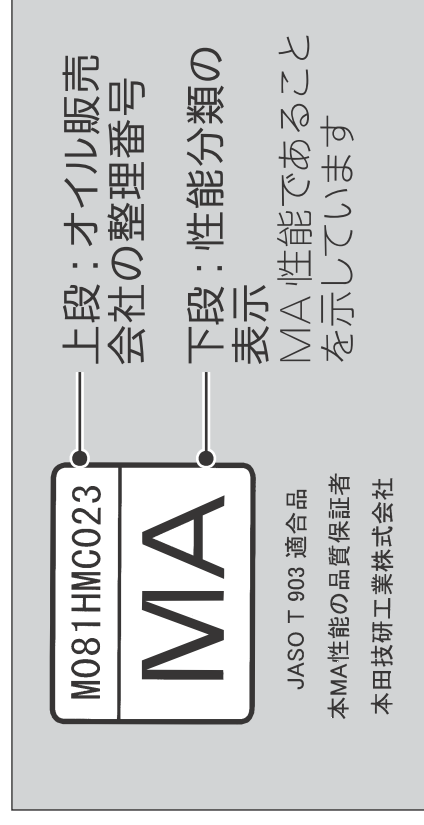 M081HMC023
MA
JASO T 903 適合品
本MA性能の品質保証者
本田技研工業株式会社
上段：オイル販売
会社の整理番号
下段：性能分類の
表示
MA 性能であること
を示しています